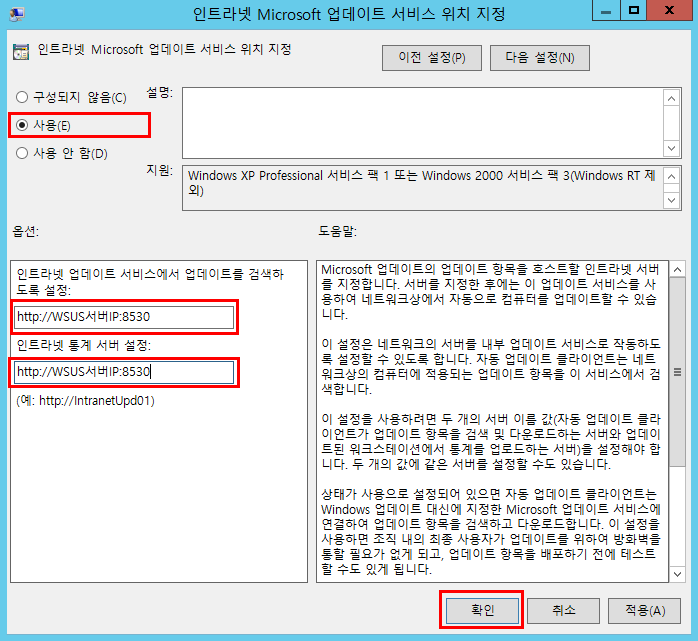 인트라넷 Microsoft 업데이트 서비스 위치 지정
인트라넷 Microsoft 업데이트 서비스 위치 지정
이전 설정(P)
다음 설정(N)
구성되지 않음(C)
사용(E)
사용 안 함(D)
설명:
지원:
Windows XP Professional 서비스 팩 1 또는 Windows 2000 서비스 팩 3(Windows RT 제
외)
옵션:
도움말:
인트라넷 업데이트 서비스에서 업데이트를 검색하
도록 설정:
http://WSUS서버IP:8530
인트라넷 통계 서버 설정:
http://WSUS서버IP:8530
(예: http://IntranetUpd01)
Microsoft 업데이트의 업데이트 항목을 호스트할 인트라넷 서버
를 지정합니다. 서버를 지정한 후에는 이 업데이트 서비스를 사
용하여 네트워크상에서 자동으로 컴퓨터를 업데이트할 수 있습
니다.
이 설정은 네트워크의 서버를 내부 업데이트 서비스로 작동하도
록 설정할 수 있도록 합니다. 자동 업데이트 클라이언트는 네트
워크상의 컴퓨터에 적용되는 업데이트 항목을 이 서비스에서 검
색합니다.
이 설정을 사용하려면 두 개의 서버 이름 값(자동 업데이트 클라
이언트가 업데이트 항목을 검색 및 다운로드하는 서버와 업데이
트된 워크스테이션에서 통계를 업로드하는 서버)을 설정해야 합
니다. 두 개의 값에 같은 서버를 설정할 수도 있습니다.
상태가 사용으로 설정되어 있으면 자동 업데이트 클라이언트는
Windows 업데이트 대신에 지정한 Microsoft 업데이트 서비스에
연결하여 업데이트 항목을 검색하고 다운로드합니다. 이 설정을
사용하면 조직 내의 최종 사용자가 업데이트를 위하여 방화벽을
통할 필요가 없게 되고, 업데이트 항목을 배포하기 전에 테스트
할 수도 있게 됩니다.
확인
취소
적용(A)